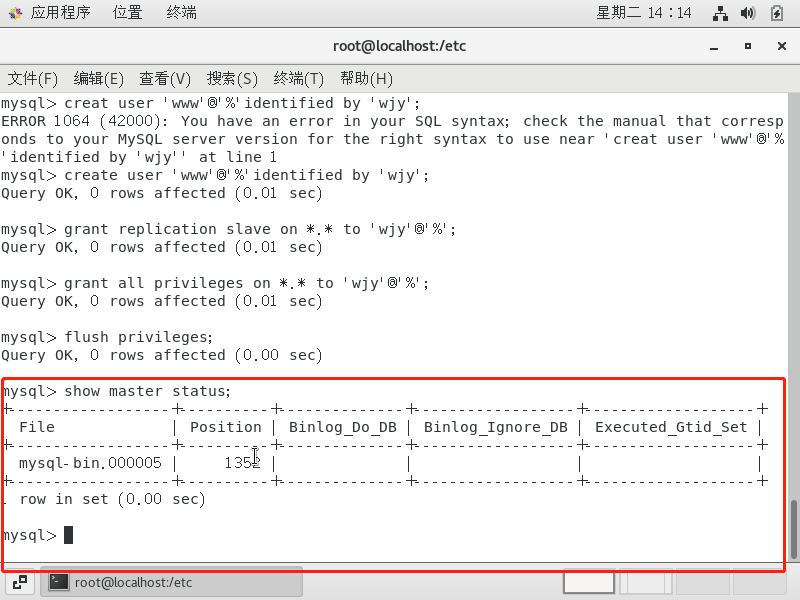 应用程序 位置 终端 星期二 14：14
root@localhost:/etc
文件(F) 编辑(E) 查看(V) 搜索(S) 终端(T) 帮助(H)
mysql> creat user 'www'@'%'identified by 'wjy';
ERROR 1064 (42000): You have an error in your SQL syntax; check the manual that corresp
onds to your MySQL server version for the right syntax to use near 'creat user 'www'@'%
'identified by 'wjy'' at line 1
mysql> create user 'www'@'%'identified by 'wjy';
Query OK, 0 rows affected (0.01 sec)
mysql> grant replication slave on *.* to 'wjy'@'%';
Query OK, 0 rows affected (0.01 sec)
mysql> grant all privileges on *.* to 'wjy'@'%';
Query OK, 0 rows affected (0.01 sec)
mysql> flush privileges;
Query OK, 0 rows affected (0.00 sec)
mysql> show master status;
+------------------+----------+--------------+------------------+-------------------+
File | Position | Binlog_Do_DB | Binlog_Ignore_DB | Executed_Gtid_Set |
+------------------+----------+--------------+------------------+-------------------+
mysql-bin.000005 | 1352 | | | |
+------------------+----------+--------------+------------------+-------------------+
row in set (0.00 sec)
mysql>
root@localhost:/etc